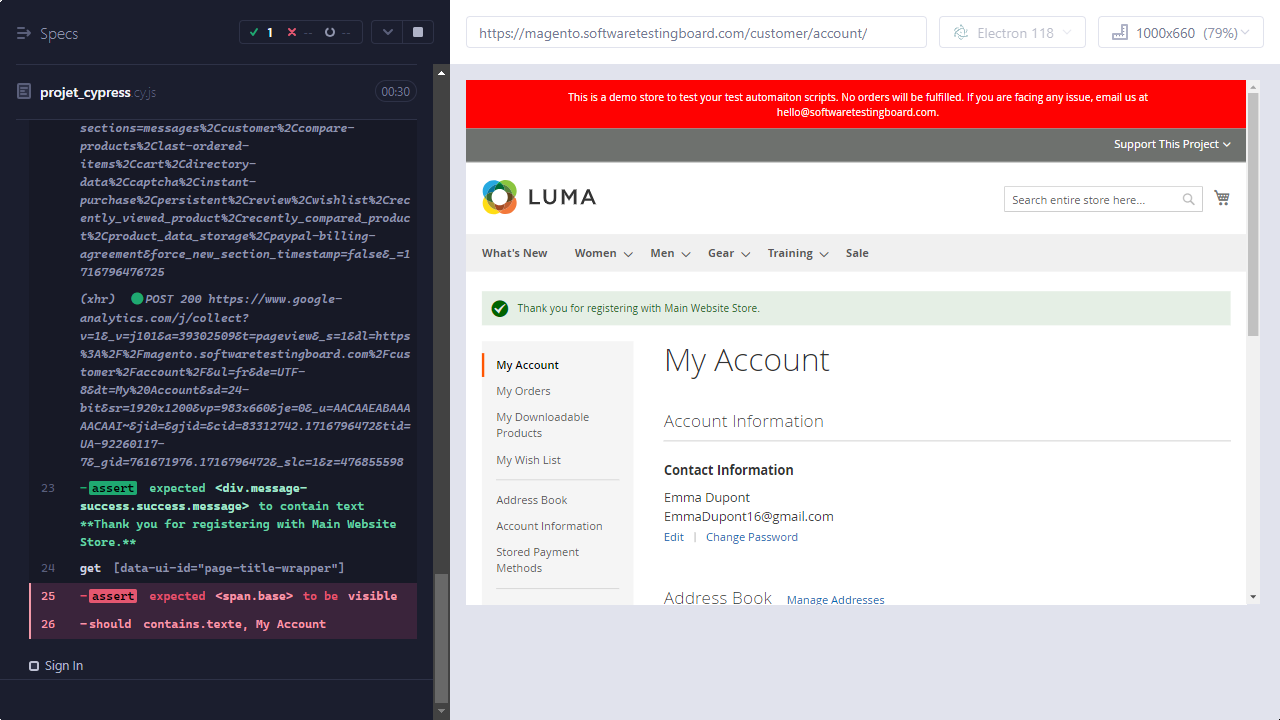 Specs
1
--
--
projet_cypress.cy.js
00:30
sections=messages%2Ccustomer%2Ccompare-
products%2Clast-ordered-
items%2Ccart%2Cdirectory-
data%2Ccaptcha%2Cinstant-
purchase%2Cpersistent%2Creview%2Cwishlist%2Crec
ently_viewed_product%2Crecently_compared_produc
t%2Cproduct_data_storage%2Cpaypal-billing-
agreement&force_new_section_timestamp=false&_=1
716796476725
(xhr) POST 200 https://www.google-
analytics.com/j/collect?
v=1&_v=j101&a=39302509&t=pageview&_s=1&dl=https
%3A%2F%2Fmagento.softwaretestingboard.com%2Fcus
tomer%2Faccount%2F&ul=fr&de=UTF-
8&dt=My%20Account&sd=24-
bit&sr=1920x1200&vp=983x660&je=0&_u=AACAAEABAAA
AACAAI~&jid=&gjid=&cid=83312742.1716796472&tid=
UA-92260117-
7&_gid=761671976.1716796472&_slc=1&z=476855598
23 -assert expected <div.message-
success.success.message> to contain text
**Thank you for registering with Main Website
Store.**
24 get [data-ui-id="page-title-wrapper"]
25 -assert expected <span.base> to be visible
26 -should contains.texte, My Account
Sign In
https://magento.softwaretestingboard.com/customer/account/
Electron 118
1000x660 (79%)
This is a demo store to test your test automaiton scripts. No orders will be fulfilled. If you are facing any issue, email us at
hello@softwaretestingboard.com.
Support This Project
LUMA
Search entire store here...
What's New Women Men Gear Training Sale
Thank you for registering with Main Website Store.
My Account
My Orders
My Downloadable
Products
My Wish List
Address Book
Account Information
Stored Payment
Methods
My Account
Account Information
Contact Information
Emma Dupont
EmmaDupont16@gmail.com
Edit | Change Password
Address Book Manage Addresses